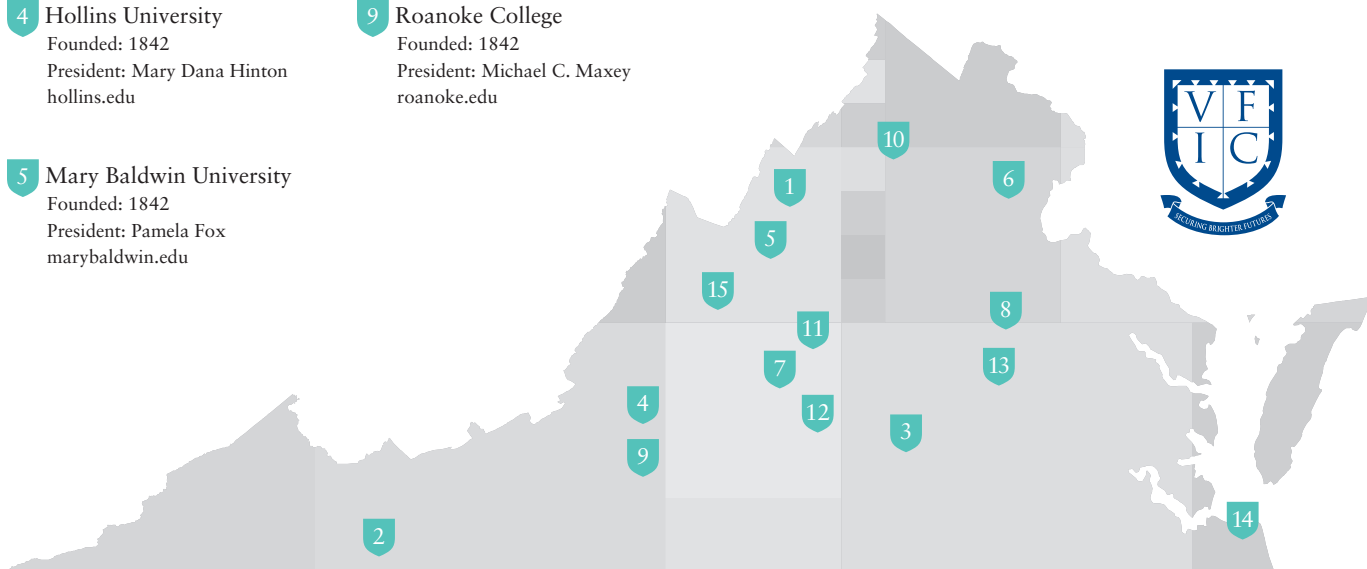 4 Hollins University
Founded: 1842
President: Mary Dana Hinton
hollins.edu
9 Roanoke College
Founded: 1842
President: Michael C. Maxey
roanoke.edu
5 Mary Baldwin University
Founded: 1842
President: Pamela Fox
marybaldwin.edu
V F
I C
SECURING BRIGHTER FUTURES
10
6
1
5
15
8
11
13
7
4
12
3
9
14
2